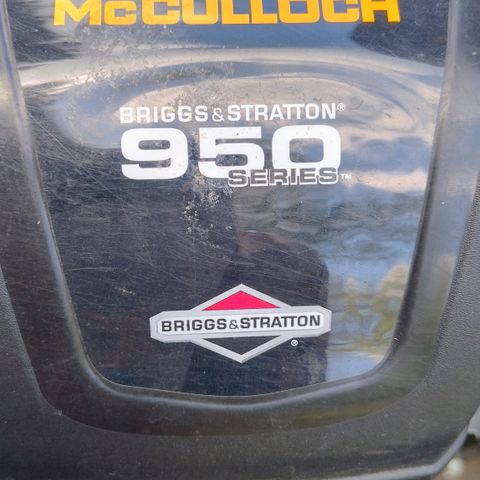 McCULLOCH
BRIGGS & STRATTON®
950
SERIES™
BRIGGS&STRATTON®